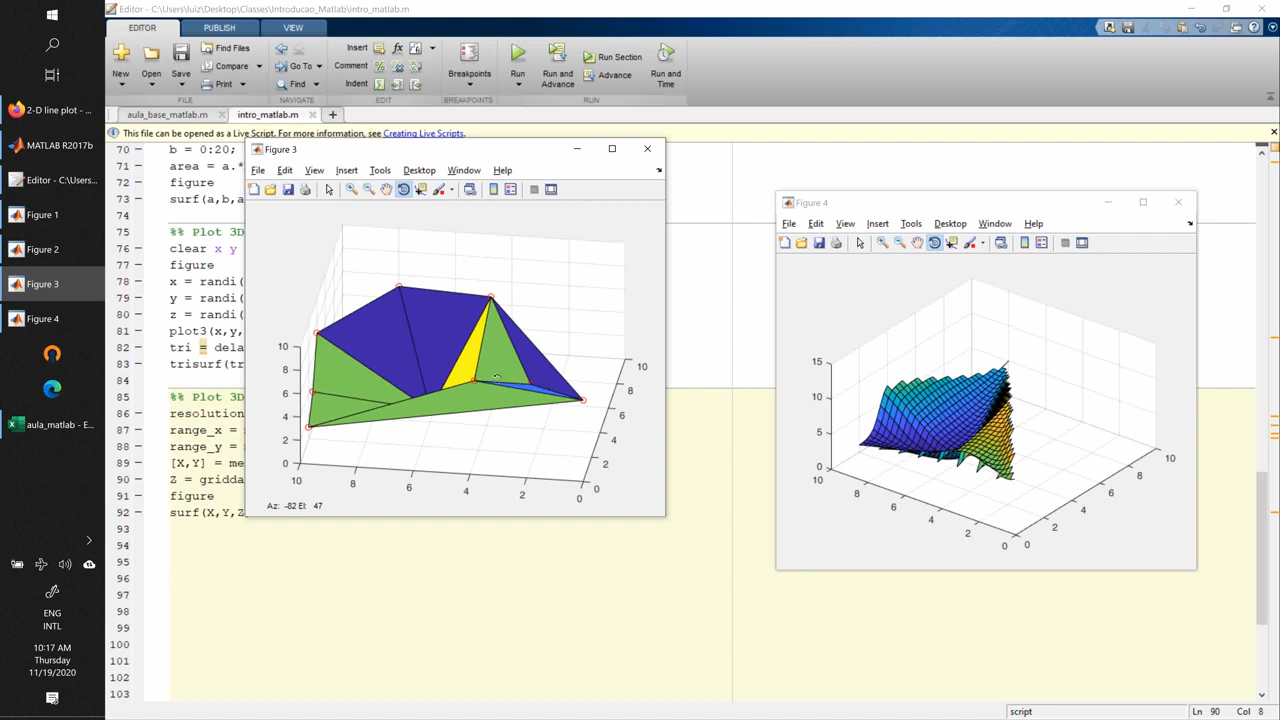 Editor - C:\Users\luiz\Desktop\Classes\Introducao_Matlab\intro_matlab.m
EDITOR
PUBLISH
VIEW
New
Open
Save
Find Files
Compare
Print
FILE
Go To
Find
NAVIGATE
Insert
fx
Comment
%
Indent
EDIT
Breakpoints
BREAKPOINTS
Run
Run and
Advance
Run Section
Advance
Run and
Time
RUN
2-D line plot - ...
MATLAB R2017b
Editor - C:\Users...
Figure 1
Figure 2
Figure 3
Figure 4
aula_matlab - E...
ENG
INTL
10:17 AM
Thursday
11/19/2020
aula_base_matlab.m
intro_matlab.m
This file can be opened as a Live Script. For more information, see Creating Live Scripts.
70 b = 0:20;
71 area = a.*
72 figure
73 surf(a,b,a
74
75 %% Plot 3D
76 clear x y
77 figure
78 x = randi(
79 y = randi(
80 z = randi(
81 plot3(x,y,
82 tri = dela
83 trisurf(tr
84
85 %% Plot 3D
86 resolution
87 range_x =
88 range_y =
89 [X,Y] = me
90 Z = gridda
91 figure
92 surf(X,Y,Z
93
94
95
96
97
98
99
100
101
102
103
Figure 3
File Edit View Insert Tools Desktop Window Help
10
8
6
4
2
0
10
8
6
4
2
0
0
2
4
6
8
10
Az: -82 El: 47
Figure 4
File Edit View Insert Tools Desktop Window Help
15
10
5
0
10
8
6
4
2
0
0
2
4
6
8
10
script
Ln 90 Col 8